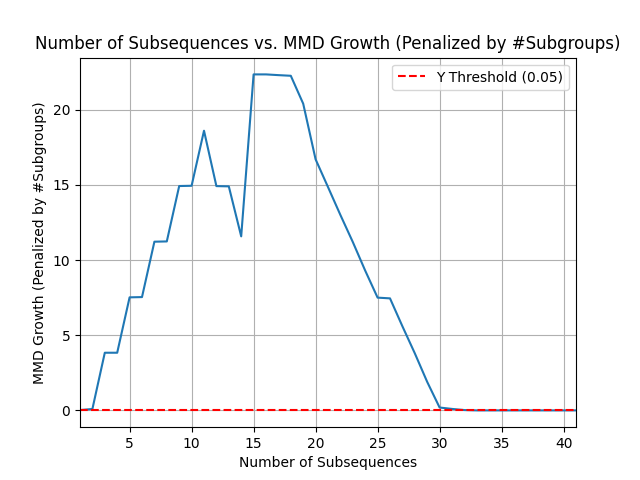 Number of Subsequences vs. MMD Growth (Penalized by #Subgroups)
Y Threshold (0.05)
MMD Growth (Penalized by #Subgroups)
20
15
10
5
0
5 10 15 20 25 30 35 40
Number of Subsequences